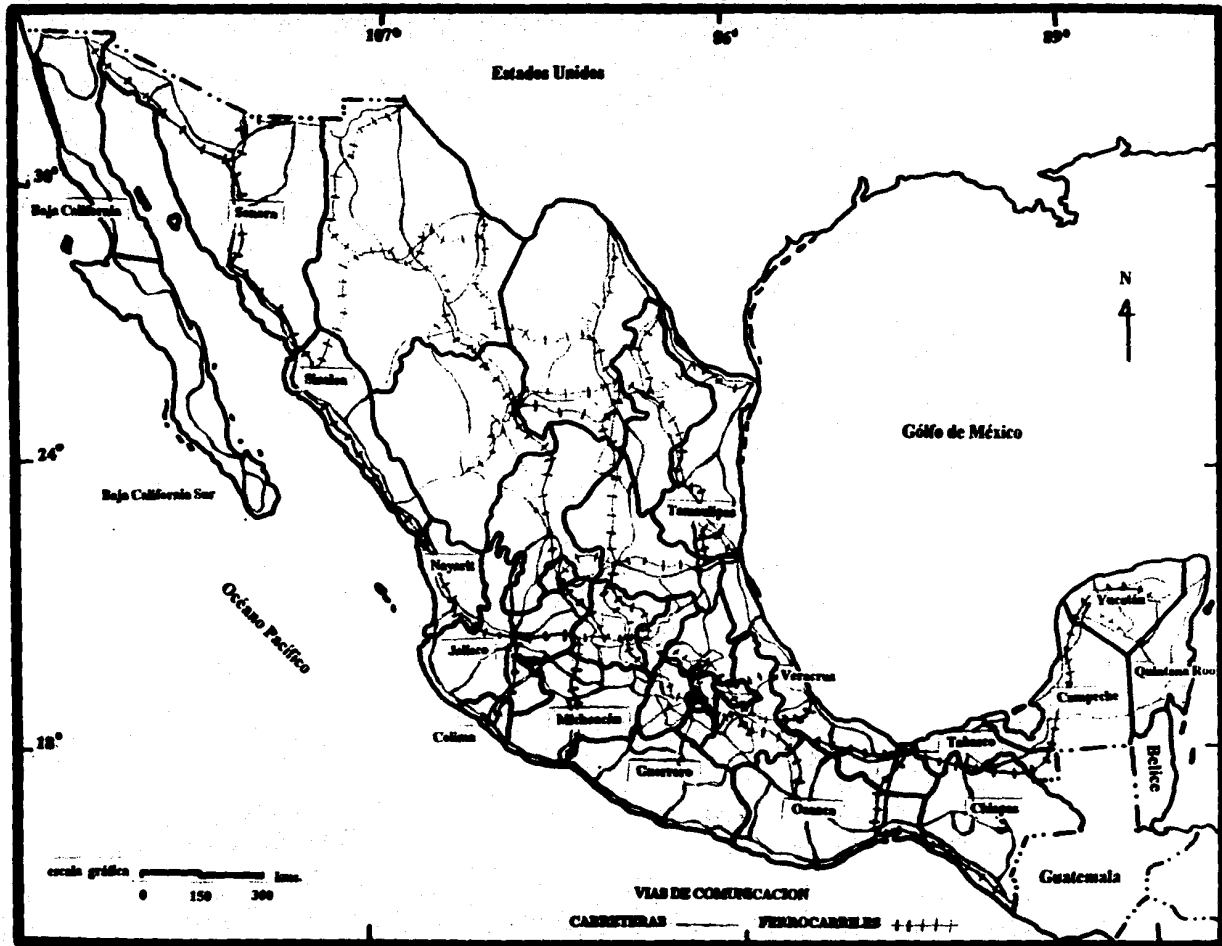 107°
89°
Estados Unidos
30°
Baja California
Sonora
N
Sinaloa
Gólfo de México
24°
Baja California Sur
Tamaulipas
Nayarit
Océano Pacífico
Yucatán
Jalisco
Quintana Roo
Veracruz
Campeche
Michoacán
Colima
18°
Tabasco
Belice
Guerrero
Oaxaca
Chiapas
escala gráfica
kms.
0 150 300
Guatemala
VIAS DE COMUNICACION
CARRETERAS FERROCARRILES